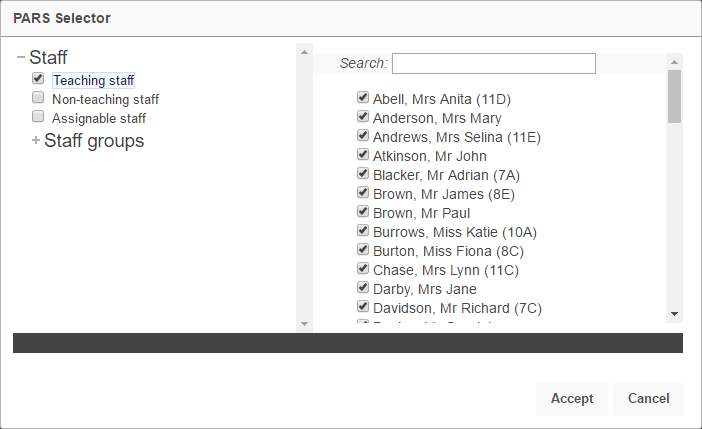 PARS Selector
Staff
Teaching staff
Non-teaching staff
Assignable staff
Staff groups
Search:
Abell, Mrs Anita (11D)
Anderson, Mrs Mary
Andrews, Mrs Selina (11E)
Atkinson, Mr John
Blacker, Mr Adrian (7A)
Brown, Mr James (8E)
Brown, Mr Paul
Burrows, Miss Katie (10A)
Burton, Miss Fiona (8C)
Chase, Mrs Lynn (11C)
Darby, Mrs Jane
Davidson, Mr Richard (7C)
Accept Cancel